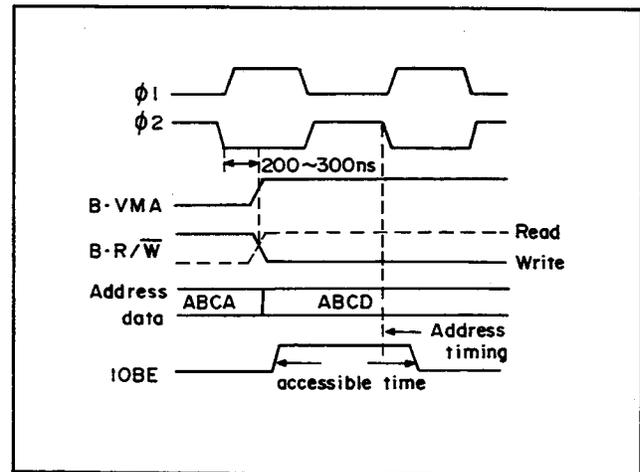 ϕ1
ϕ2
200~300ns
B-VMA
B-R/W̅
Read
Write
Address data
ABCA
ABCD
Address timing
accessible time
IOBE